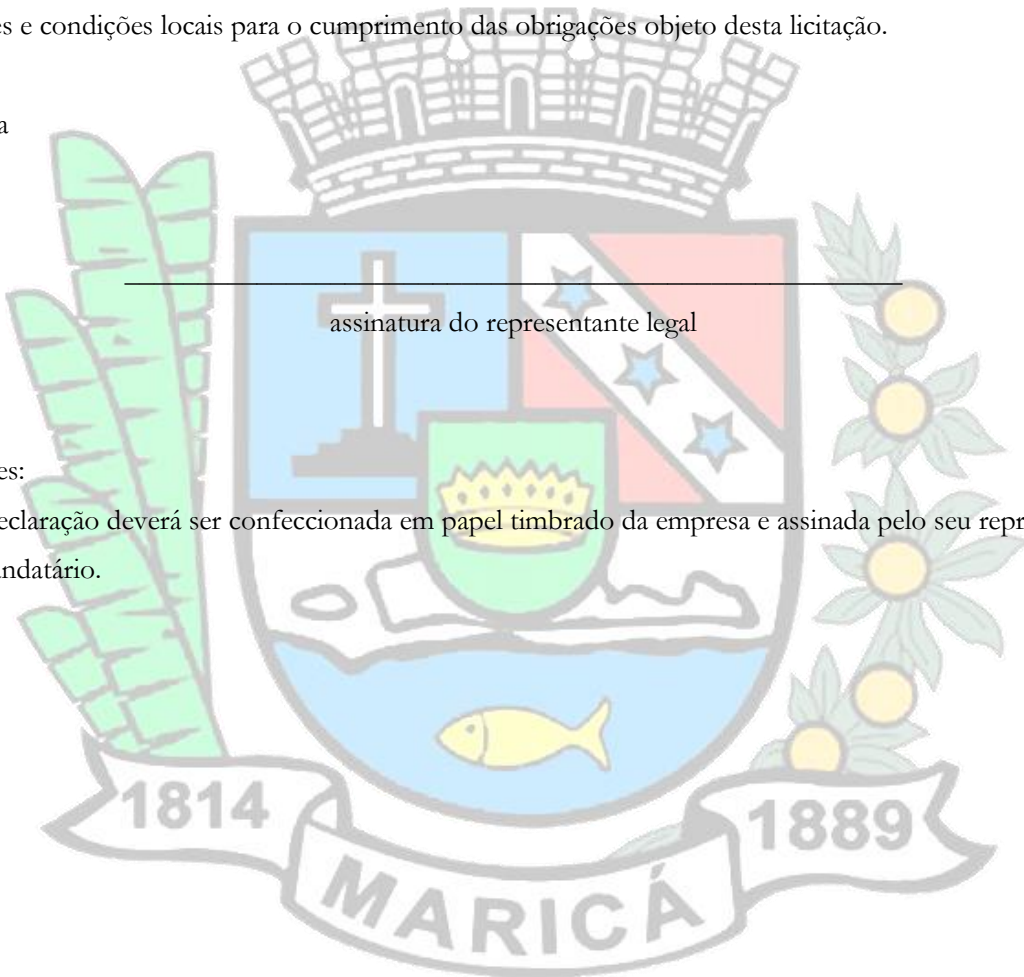 es e condições locais para o cumprimento das obrigações objeto desta licitação.
a
assinatura do representante legal
es:
eclaração deverá ser confeccionada em papel timbrado da empresa e assinada pelo seu repr
ndatário.
1814
1889
MARICÁ